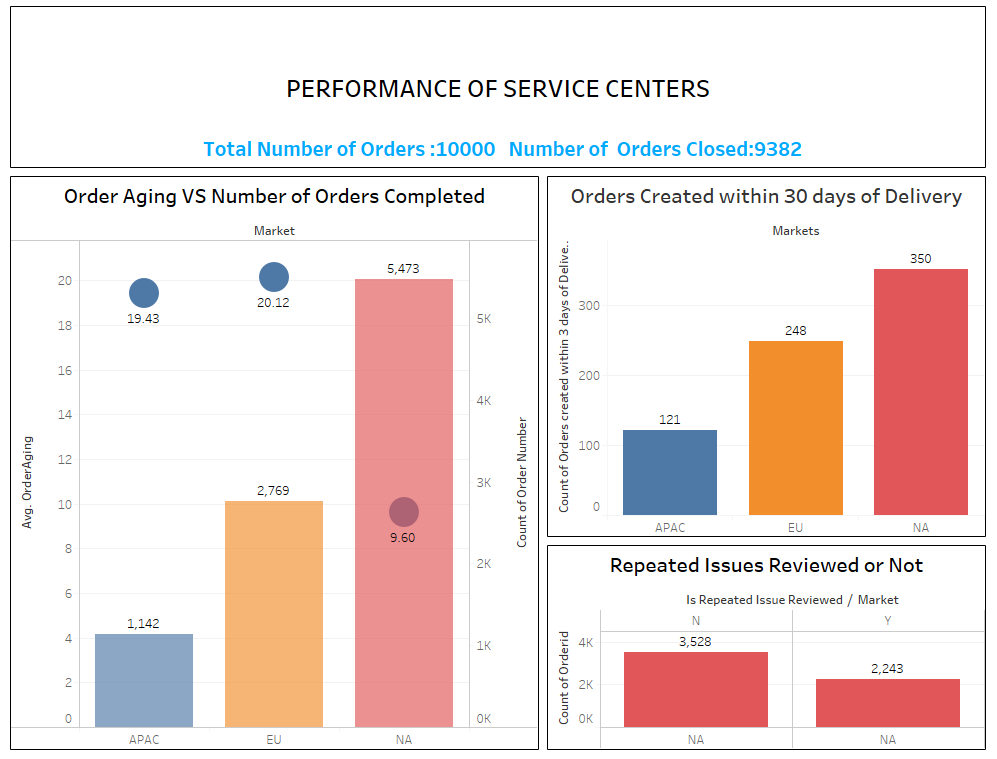 PERFORMANCE OF SERVICE CENTERS
Total Number of Orders :10000 Number of Orders Closed:9382
Order Aging VS Number of Orders Completed
Market
Avg. OrderAging
20
18
16
14
12
10
8
6
4
2
0
19.43
20.12
9.60
1,142
2,769
5,473
5K
4K
3K
2K
1K
0K
Count of Order Number
APAC EU NA
Orders Created within 30 days of Delivery
Markets
Count of Orders created within 3 days of Delive..
300
200
100
0
121
248
350
APAC EU NA
Repeated Issues Reviewed or Not
Is Repeated Issue Reviewed / Market
N Y
Count of Orderid
4K
2K
0K
3,528
2,243
NA NA